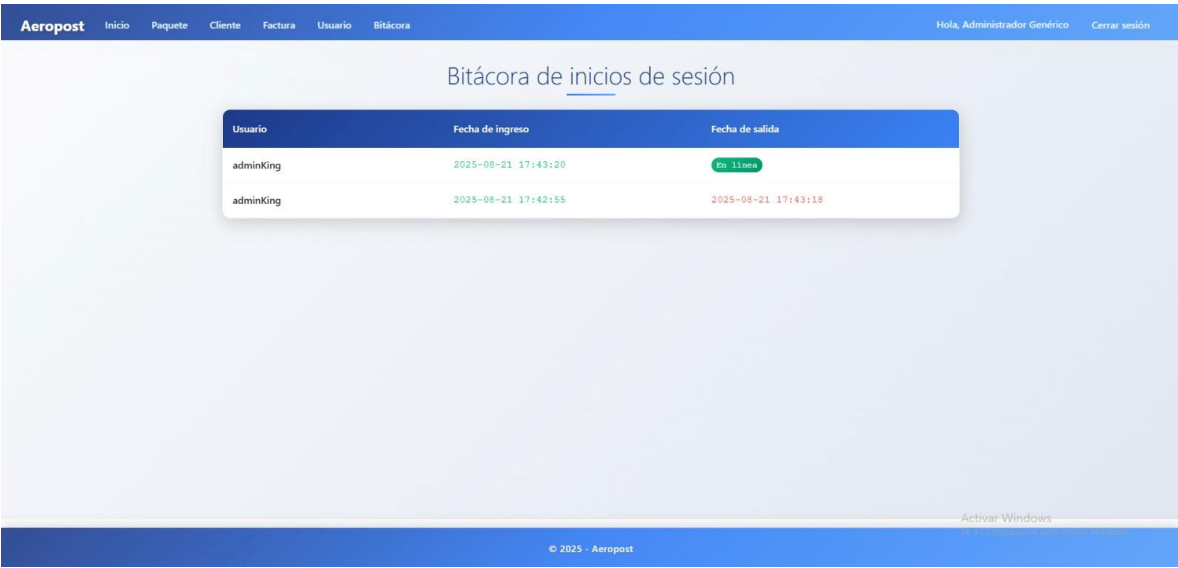 Aeropost Inicio Paquete Cliente Factura Usuario Bitácora Hola, Administrador Genérico Cerrar sesión
Bitácora de inicios de sesión
Usuario Fecha de ingreso Fecha de salida
adminKing 2025-08-21 17:43:20 En línea
adminKing 2025-08-21 17:42:55 2025-08-21 17:43:18
Activar Windows
© 2025 - Aeropost